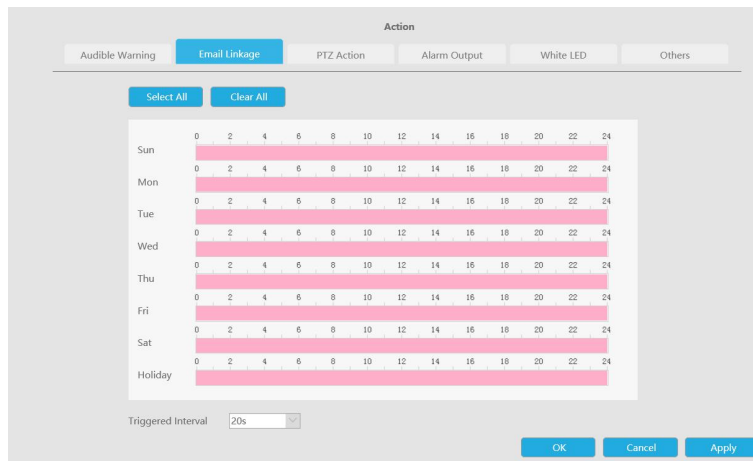 Action
Audible Warning Email Linkage PTZ Action Alarm Output White LED Others
Select All Clear All
0 2 4 6 8 10 12 14 16 18 20 22 24
Sun
0 2 4 6 8 10 12 14 16 18 20 22 24
Mon
0 2 4 6 8 10 12 14 16 18 20 22 24
Tue
0 2 4 6 8 10 12 14 16 18 20 22 24
Wed
0 2 4 6 8 10 12 14 16 18 20 22 24
Thu
0 2 4 6 8 10 12 14 16 18 20 22 24
Fri
0 2 4 6 8 10 12 14 16 18 20 22 24
Sat
0 2 4 6 8 10 12 14 16 18 20 22 24
Holiday
Triggered Interval 20s
OK Cancel Apply